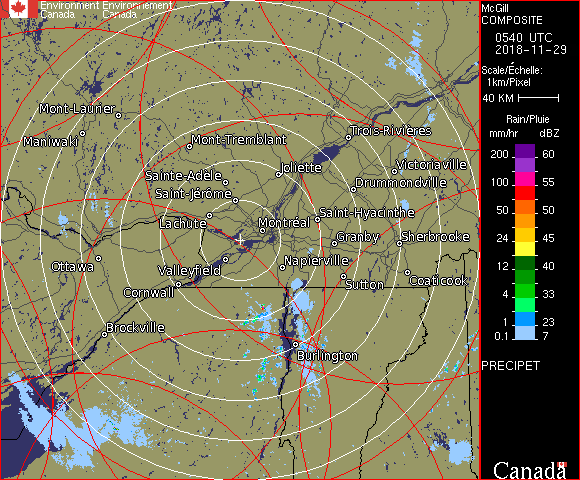 Environment Environnement
Canada Canada
McGill
COMPOSITE
0540 UTC
2018-11-29
Scale/Échelle:
1km/Pixel
40 KM
Rain/Pluie
mm/hr dBZ
200 60
100 55
50 50
24 45
12 40
4 33
1 23
0.1 7
PRECIPET
Canada
Mont-Laurier
Maniwaki
Mont-Tremblant
Trois-Rivières
Sainte-Adèle
Joliette
Victoriaville
Saint-Jérôme
Drummondville
Lachute
Montréal
Saint-Hyacinthe
Granby
Sherbrooke
Ottawa
Valleyfield
Napierville
Cornwall
Sutton
Coaticook
Brockville
Burlington